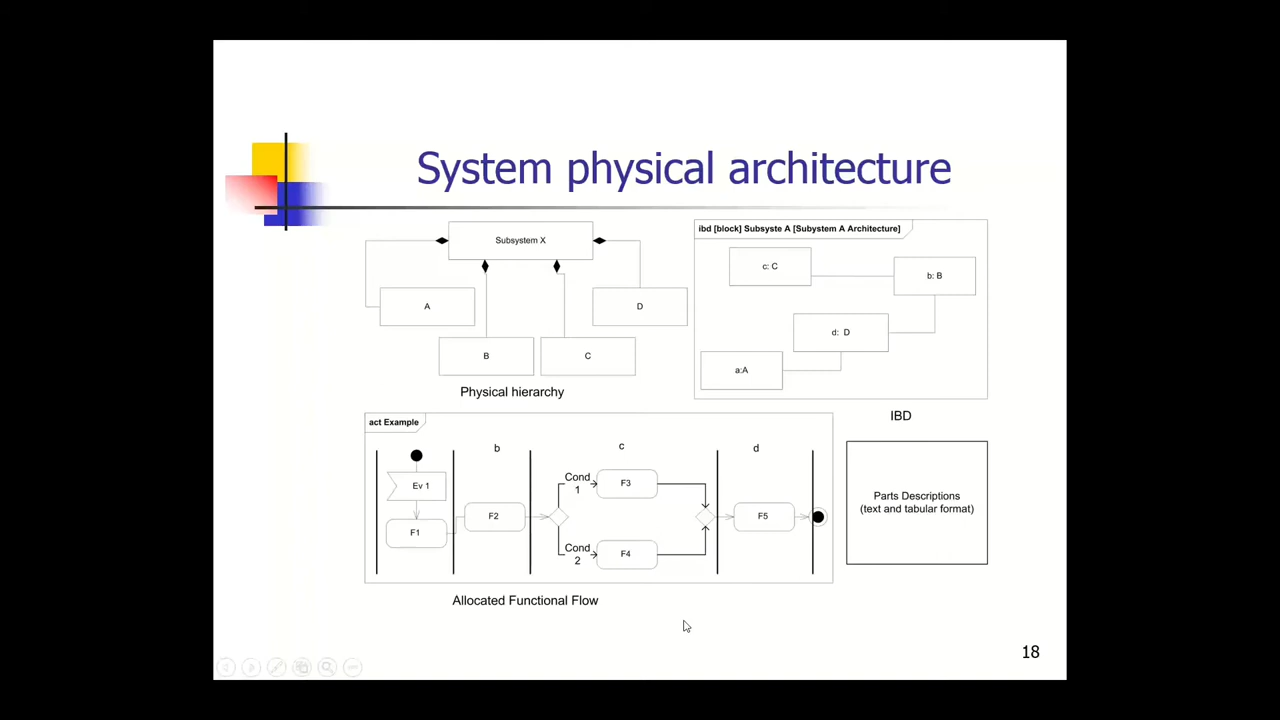 System physical architecture
Subsystem X
A
D
B
C
Physical hierarchy
ibd [block] Subsyste A [Subystem A Architecture]
c: C
b: B
d: D
a:A
IBD
act Example
b
c
d
Ev 1
F1
F2
Cond
1
F3
Cond
2
F4
F5
Allocated Functional Flow
Parts Descriptions
(text and tabular format)
18